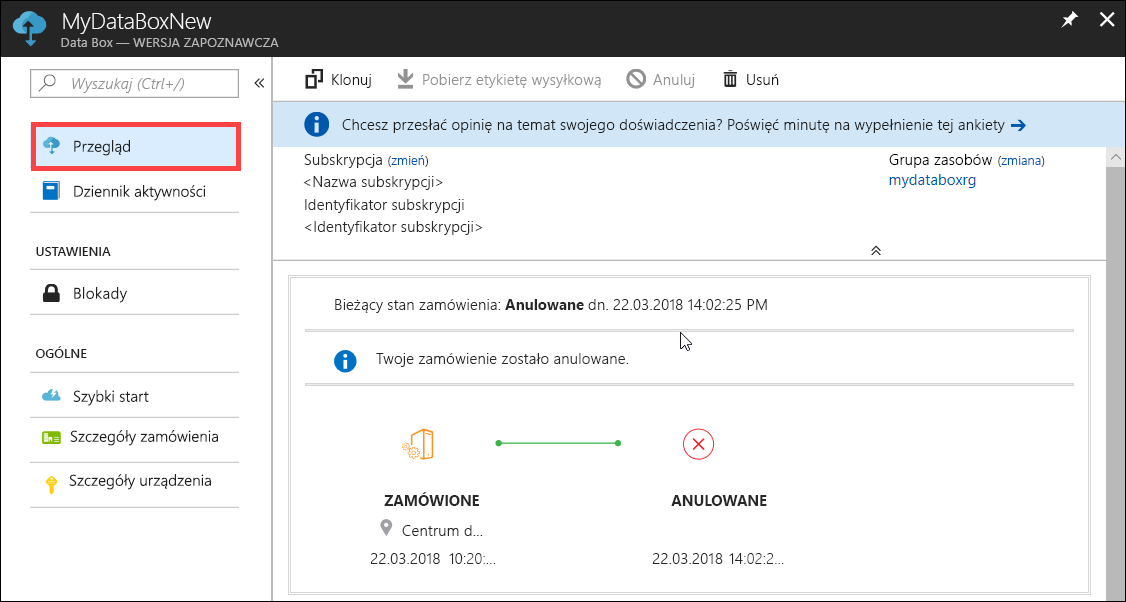 MyDataBoxNew
Data Box — WERSJA ZAPOZNAWCZA
Wyszukaj (Ctrl+/)
Przegląd
Dziennik aktywności
USTAWIENIA
Blokady
OGÓLNE
Szybki start
Szczegóły zamówienia
Szczegóły urządzenia
Klonuj Pobierz etykietę wysyłkową Anuluj Usuń
Chcesz przesłać opinię na temat swojego doświadczenia? Poświęć minutę na wypełnienie tej ankiety →
Subskrypcja (zmień) Grupa zasobów (zmiana)
<Nazwa subskrypcji> mydataboxrg
Identyfikator subskrypcji
<Identyfikator subskrypcji>
Bieżący stan zamówienia: Anulowane dn. 22.03.2018 14:02:25 PM
Twoje zamówienie zostało anulowane.
ZAMÓWIONE ANULOWANE
Centrum d...
22.03.2018 10:20:... 22.03.2018 14:02:2...